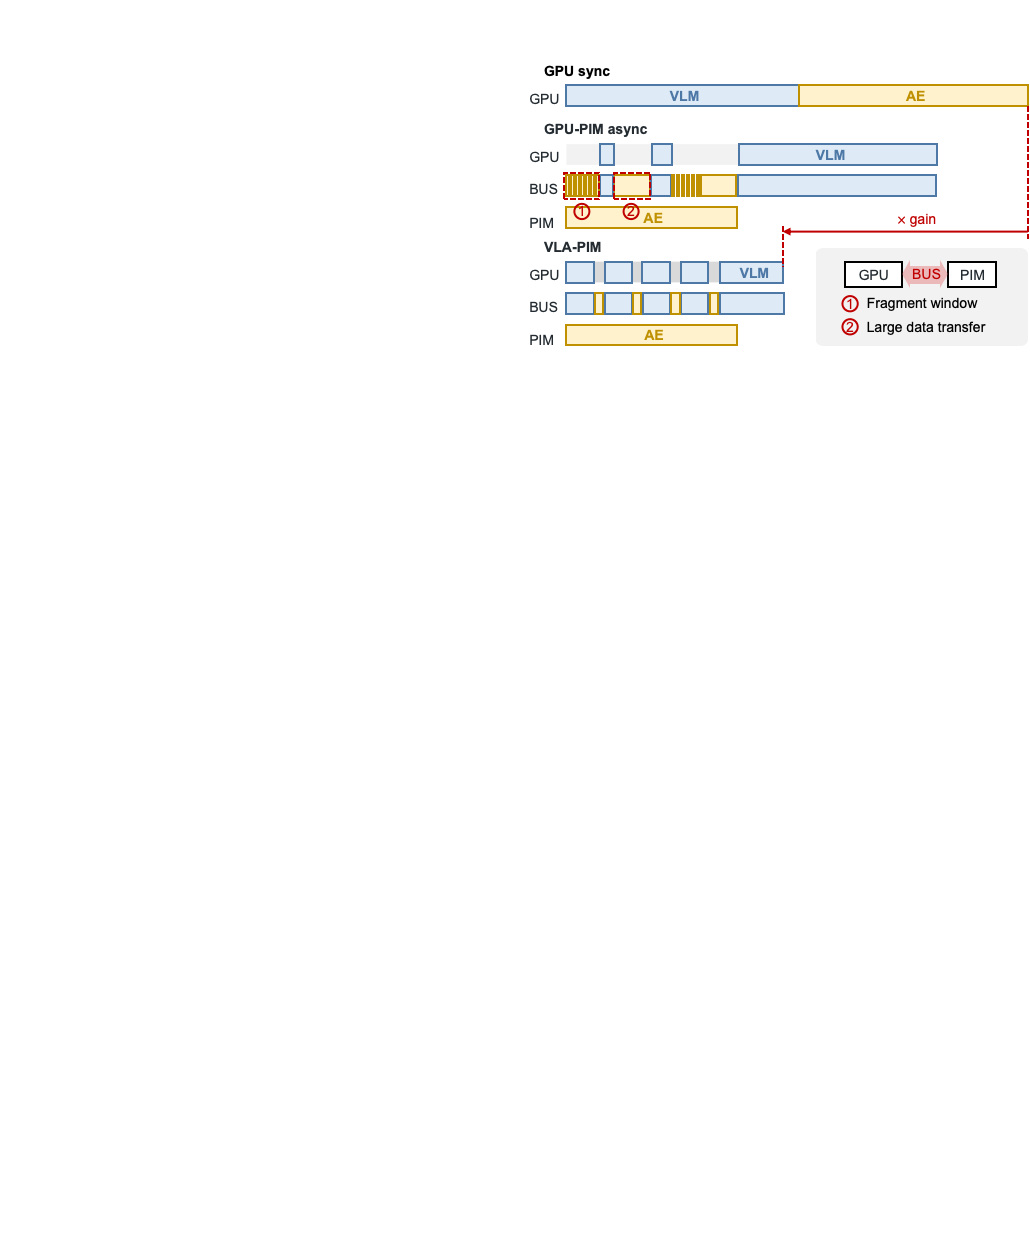 GPU sync
GPU VLM AE
GPU-PIM async
GPU VLM
BUS
① ②
PIM AE
× gain
VLA-PIM
GPU VLM
BUS
PIM AE
GPU BUS PIM
① Fragment window
② Large data transfer